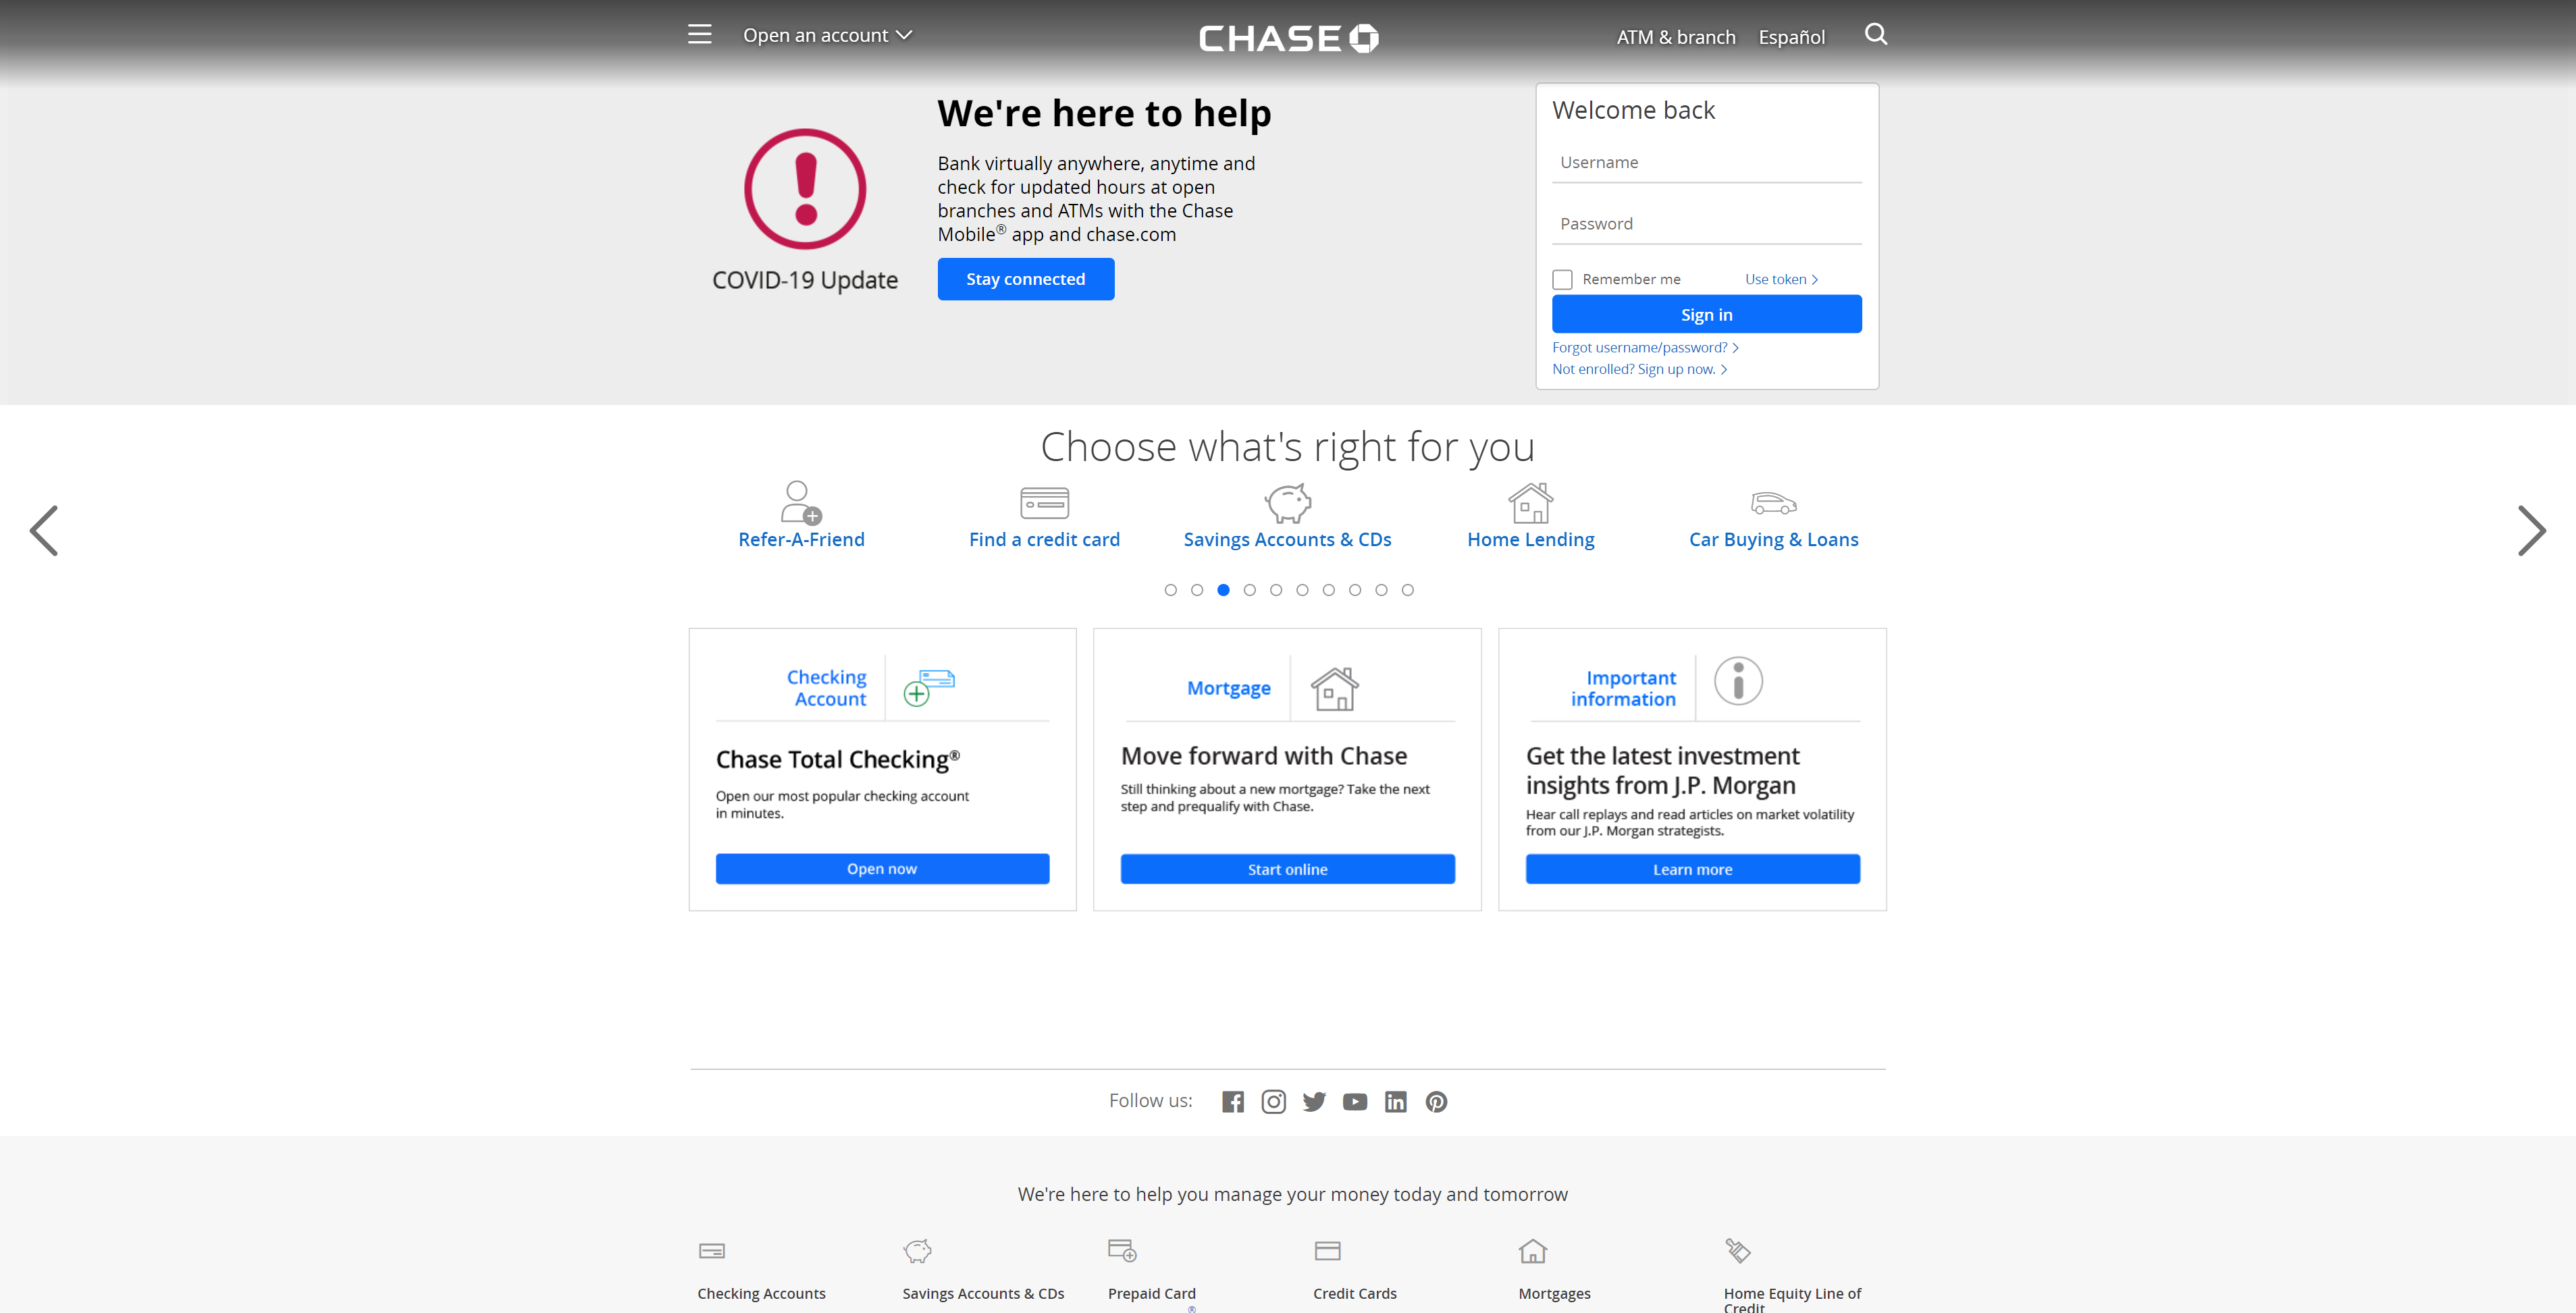 Open an account
CHASE
ATM & branch
Español
We're here to help
Bank virtually anywhere, anytime and
check for updated hours at open
branches and ATMs with the Chase
Mobile® app and chase.com
Stay connected
COVID-19 Update
Welcome back
Username
Password
Remember me
Use token
Sign in
Forgot username/password?
Not enrolled? Sign up now.
Choose what's right for you
Refer-A-Friend
Find a credit card
Savings Accounts & CDs
Home Lending
Car Buying & Loans
Checking
Account
Chase Total Checking®
Open our most popular checking account
in minutes.
Open now
Mortgage
Move forward with Chase
Still thinking about a new mortgage? Take the next
step and prequalify with Chase.
Start online
Important
information
Get the latest investment
insights from J.P. Morgan
Hear call replays and read articles on market volatility
from our J.P. Morgan strategists.
Learn more
Follow us:
We're here to help you manage your money today and tomorrow
Checking Accounts
Savings Accounts & CDs
Prepaid Card
®
Credit Cards
Mortgages
Home Equity Line of
Credit